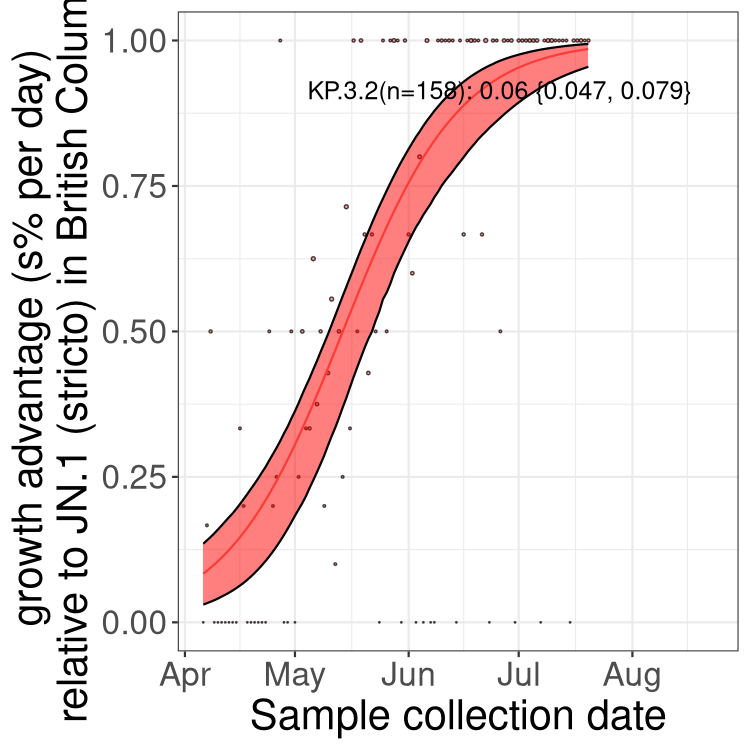 growth advantage (s% per day)
relative to JN.1 (stricto) in British Colum
1.00
0.75
0.50
0.25
0.00
KP.3.2(n=158): 0.06 {0.047, 0.079}
Apr May Jun Jul Aug
Sample collection date